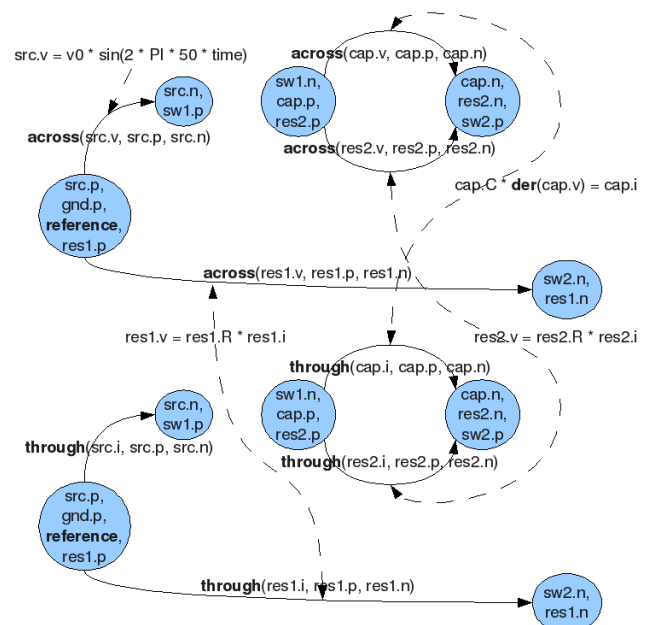 src.v = v0 * sin(2 * PI * 50 * time)
across(cap.v, cap.p, cap.n)
src.n,
sw1.p
sw1.n,
cap.p,
res2.p
cap.n,
res2.n,
sw2.p
across(src.v, src.p, src.n)
across(res2.v, res2.p, res2.n)
src.p,
gnd.p,
reference,
res1.p
cap.C * der(cap.v) = cap.i
across(res1.v, res1.p, res1.n)
sw2.n,
res1.n
res1.v = res1.R * res1.i
res2.v = res2.R * res2.i
through(cap.i, cap.p, cap.n)
src.n,
sw1.p
sw1.n,
cap.p,
res2.p
cap.n,
res2.n,
sw2.p
through(src.i, src.p, src.n)
through(res2.i, res2.p, res2.n)
src.p,
gnd.p,
reference,
res1.p
through(res1.i, res1.p, res1.n)
sw2.n,
res1.n